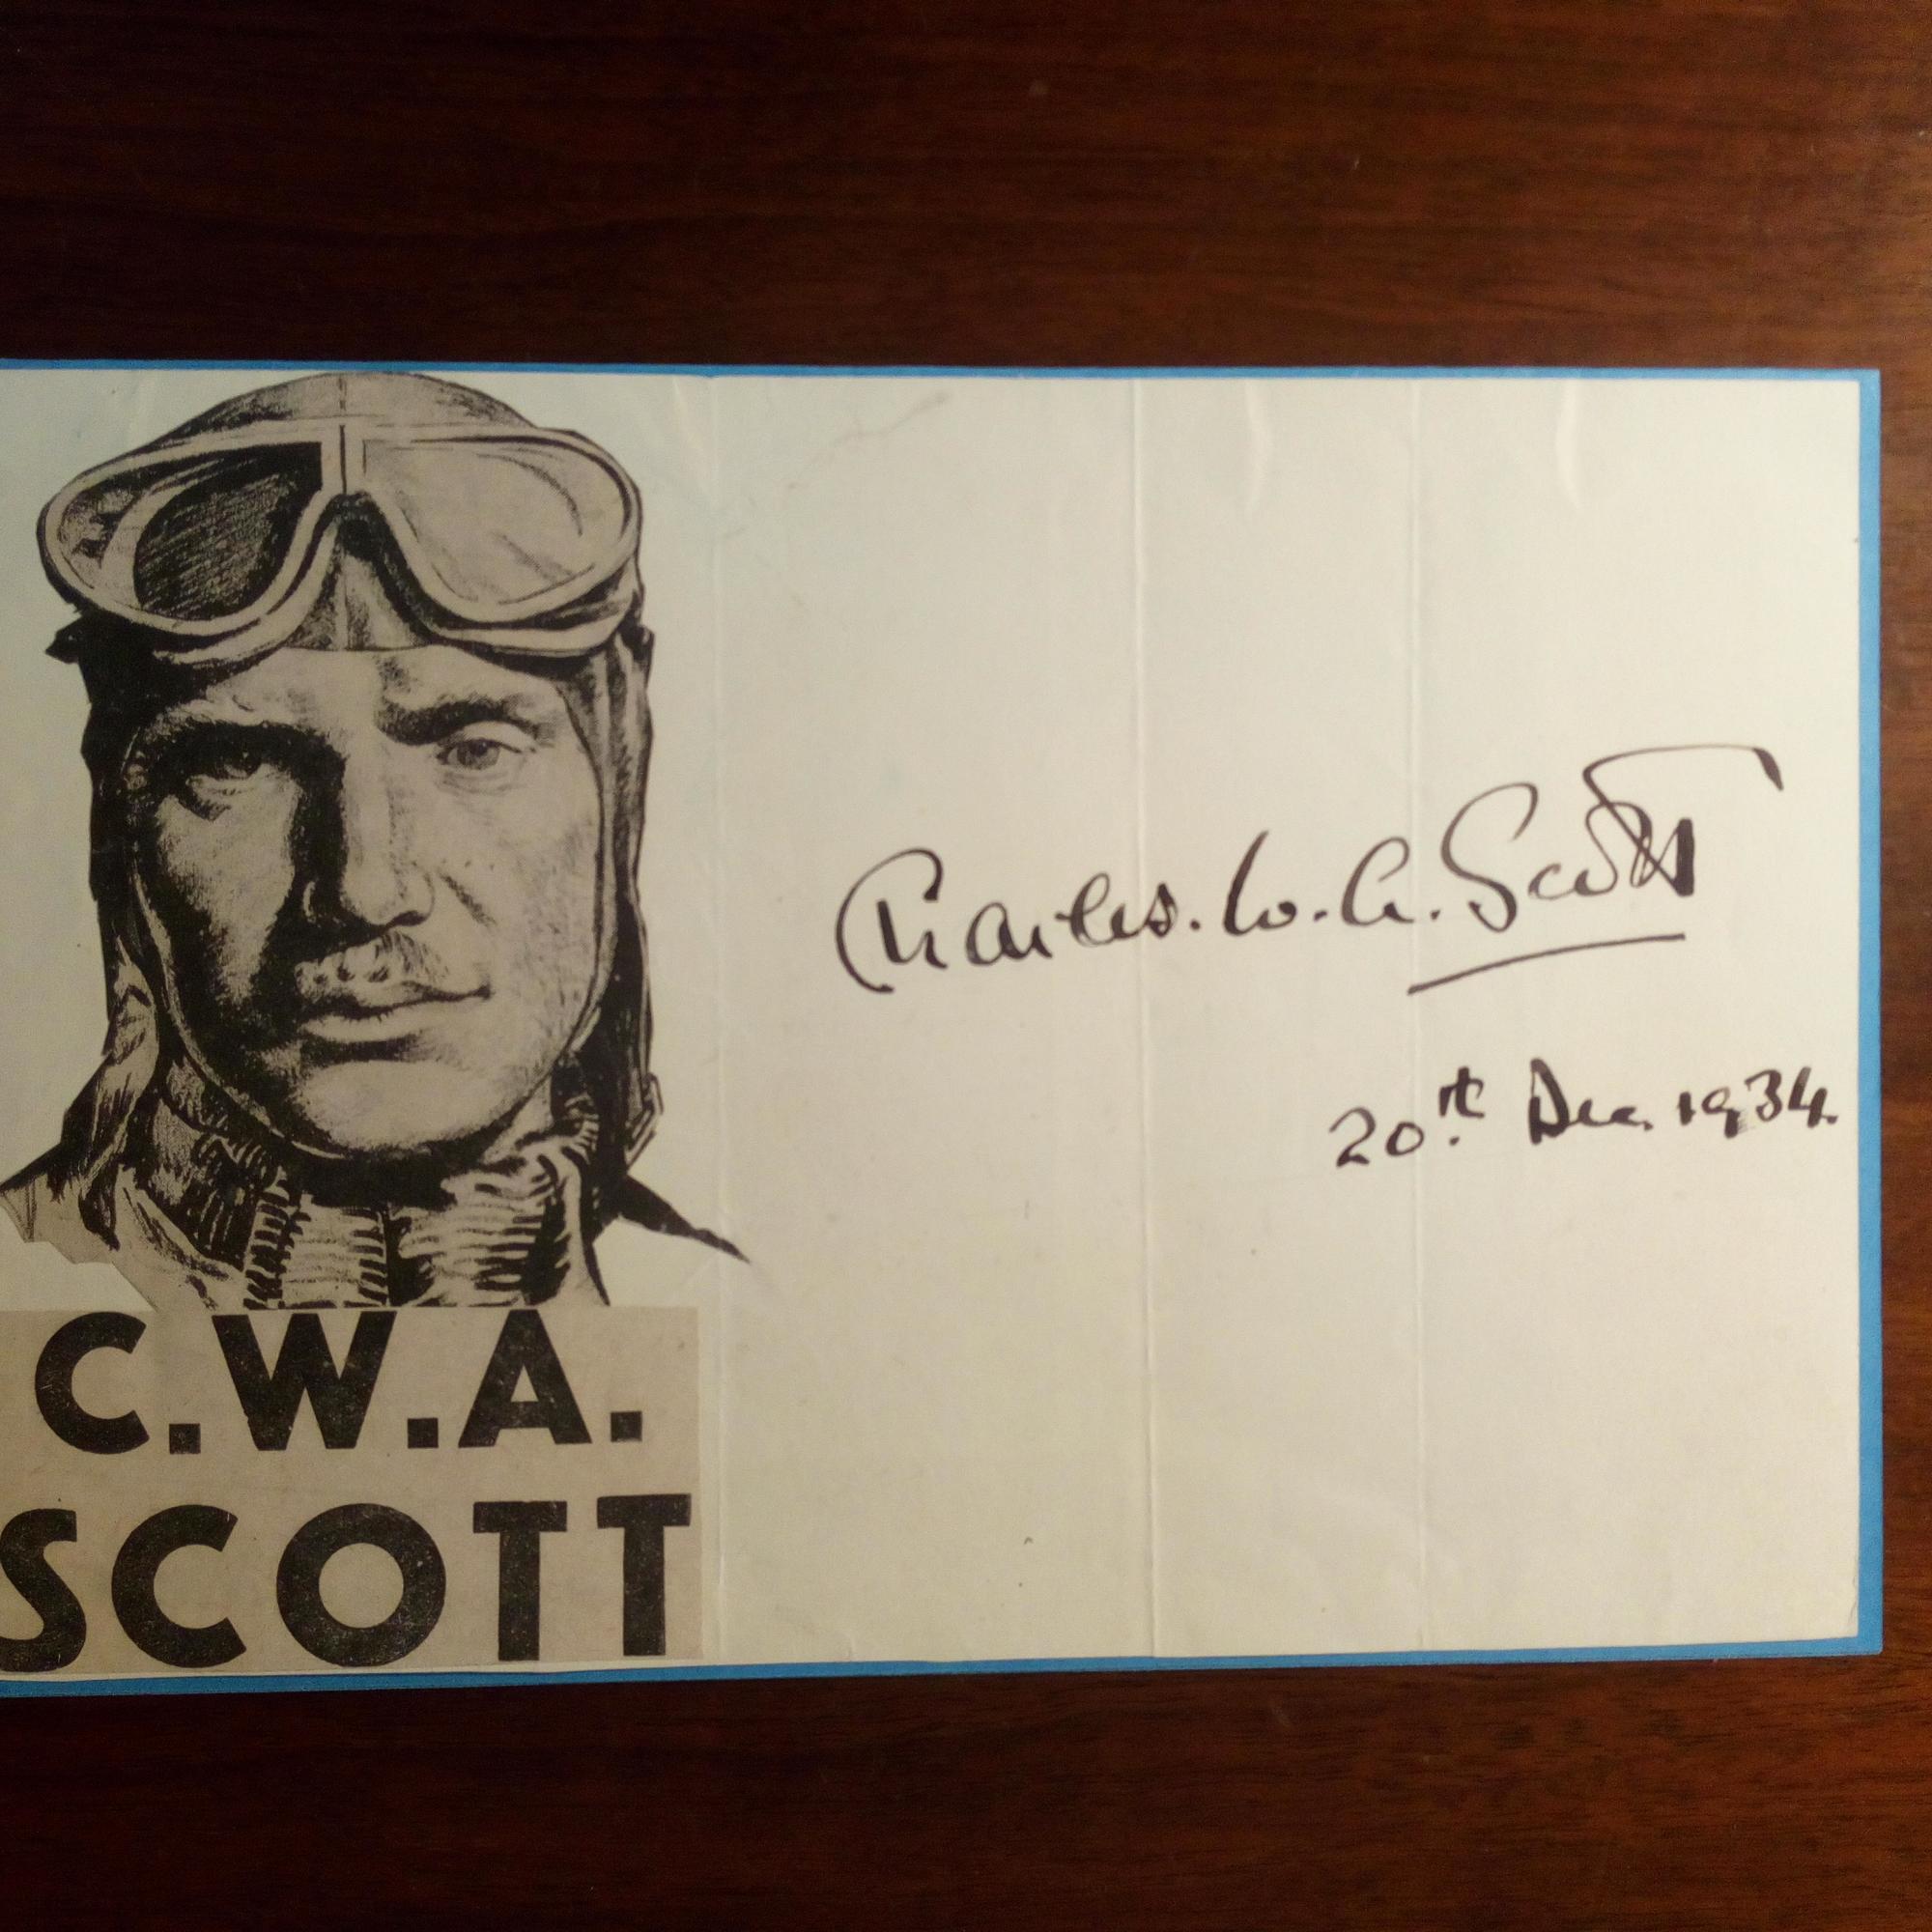 C.W.A.
SCOTT
Charles. W. A. Scott
20th Dec. 1934.